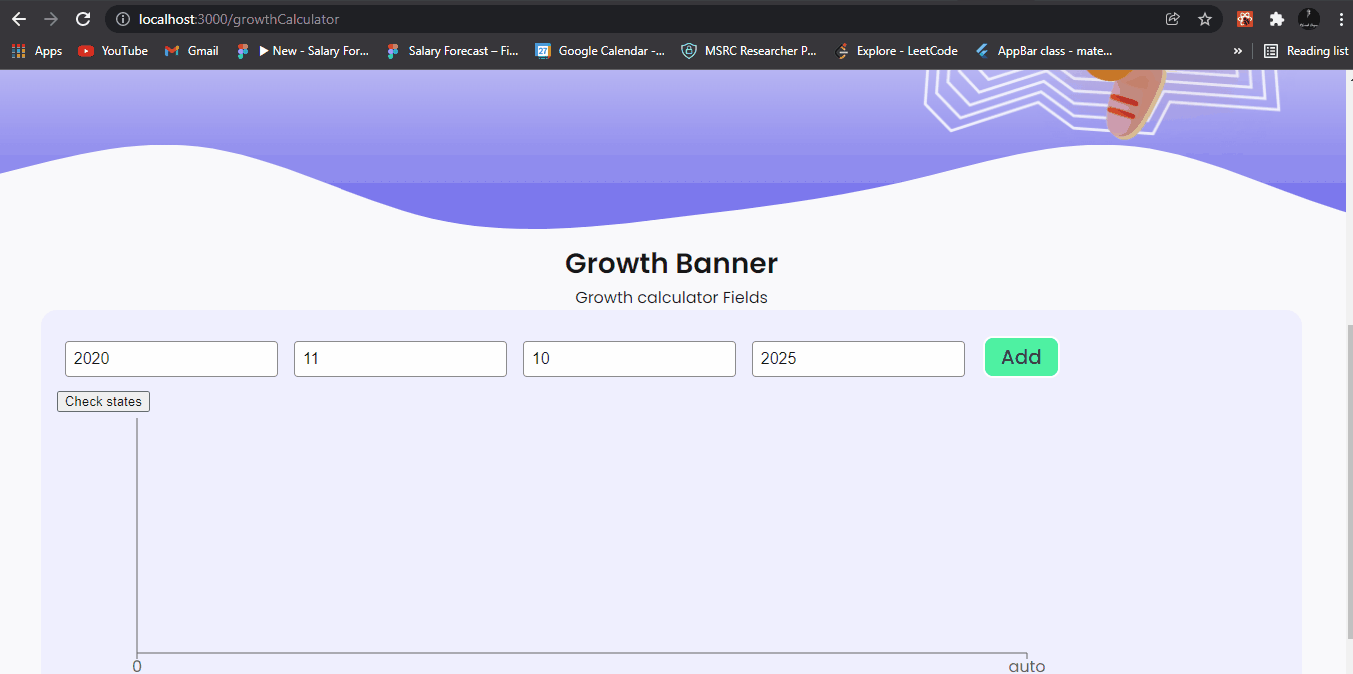 localhost:3000/growthCalculator
Apps YouTube Gmail ▶ New - Salary For... Salary Forecast – Fi... 27 Google Calendar -... MSRC Researcher P... Explore - LeetCode AppBar class - mate... » Reading list
Growth Banner
Growth calculator Fields
2020 11 10 2025 Add
Check states
0 auto